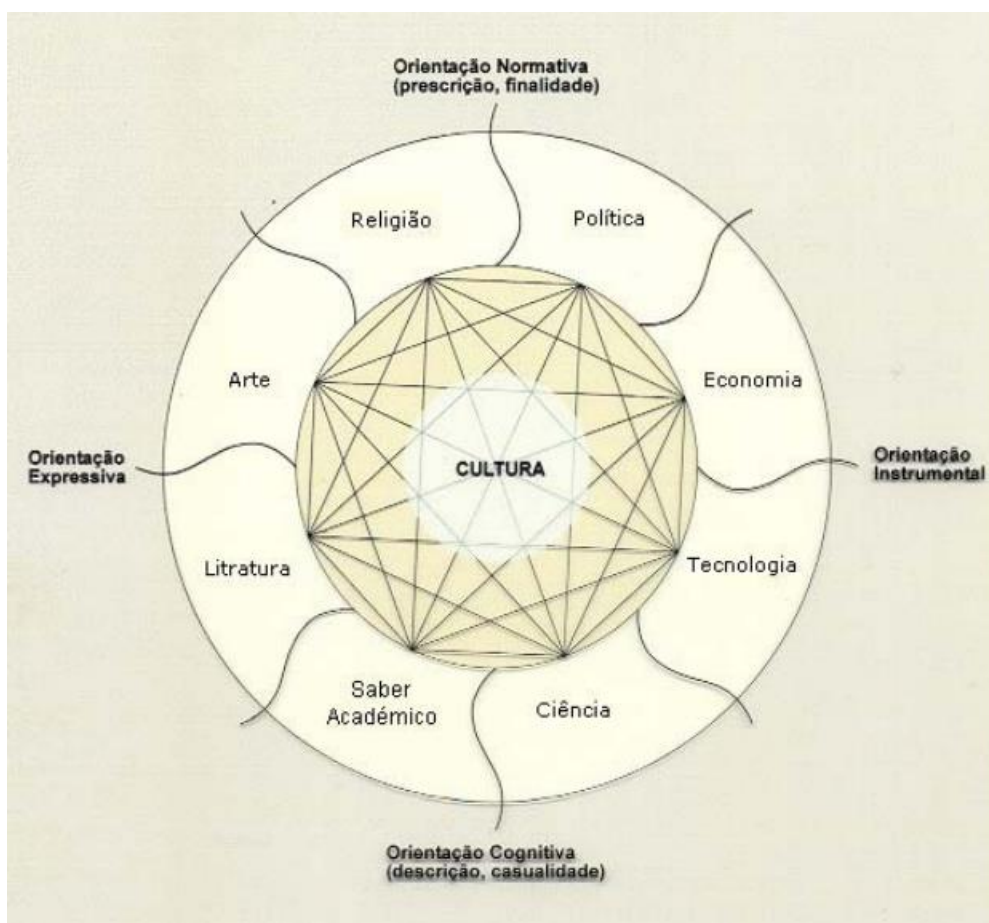 Orientação Normativa
(prescrição, finalidade)
Religião
Política
Arte
Economia
Orientação
Expressiva
CULTURA
Orientação
Instrumental
Litratura
Tecnologia
Saber
Académico
Ciência
Orientação Cognitiva
(descrição, casualidade)